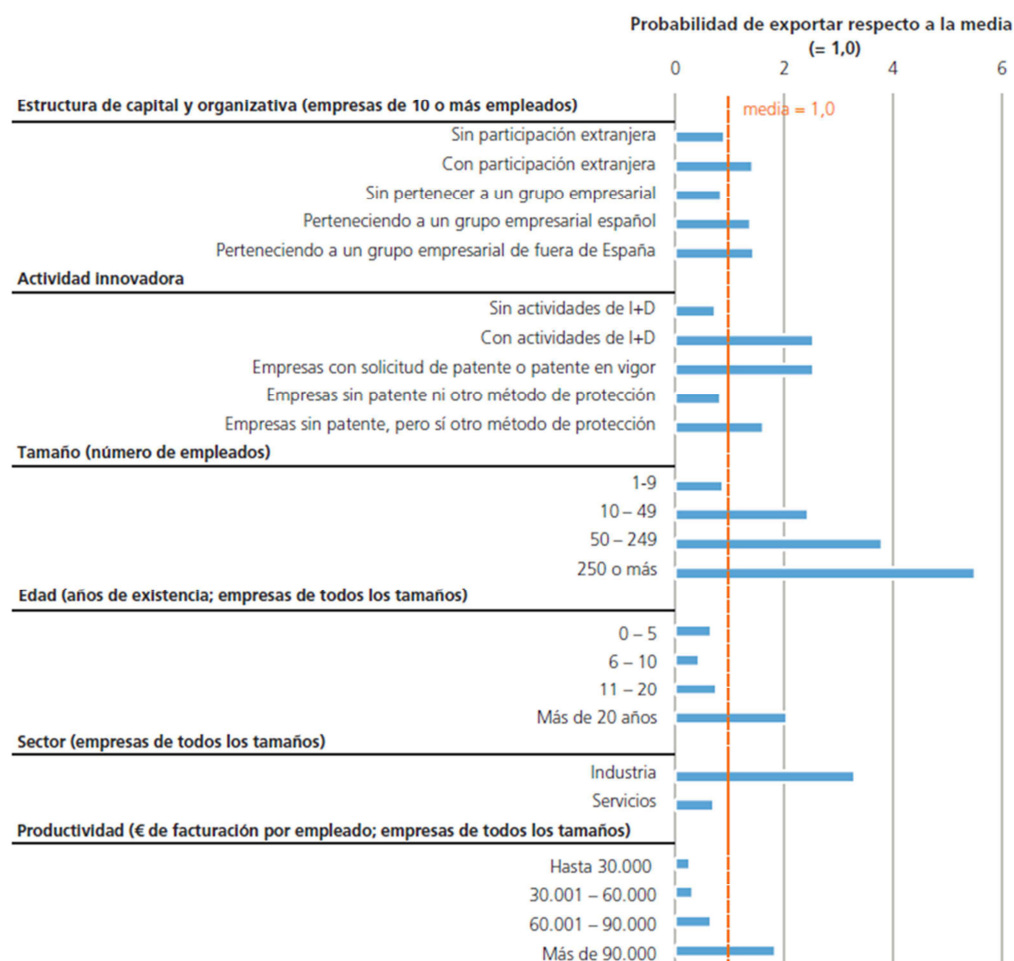 Probabilidad de exportar respecto a la media
(= 1,0)
0 2 4 6
Estructura de capital y organizativa (empresas de 10 o más empleados)
media = 1,0
Sin participación extranjera
Con participación extranjera
Sin pertenecer a un grupo empresarial
Perteneciendo a un grupo empresarial español
Perteneciendo a un grupo empresarial de fuera de España
Actividad innovadora
Sin actividades de I+D
Con actividades de I+D
Empresas con solicitud de patente o patente en vigor
Empresas sin patente ni otro método de protección
Empresas sin patente, pero sí otro método de protección
Tamaño (número de empleados)
1-9
10 – 49
50 – 249
250 o más
Edad (años de existencia; empresas de todos los tamaños)
0 – 5
6 – 10
11 – 20
Más de 20 años
Sector (empresas de todos los tamaños)
Industria
Servicios
Productividad (€ de facturación por empleado; empresas de todos los tamaños)
Hasta 30.000
30.001 – 60.000
60.001 – 90.000
Más de 90.000